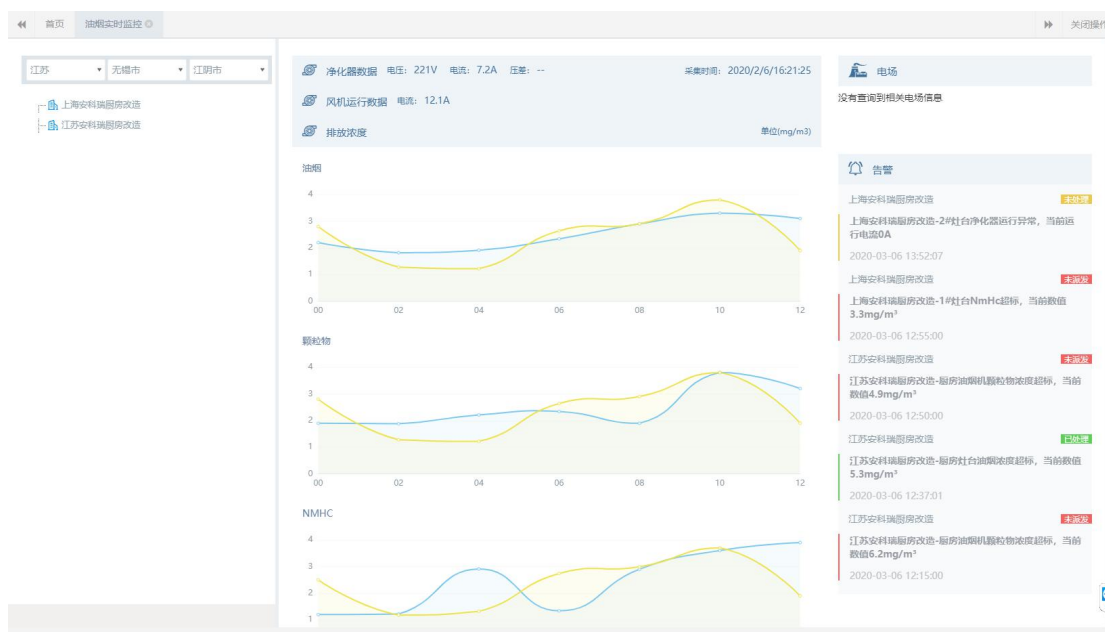 首页 油烟实时监控 关闭操作
江苏 无锡市 江阴市
上海安科瑞厨房改造
江苏安科瑞厨房改造
净化器数据 电压: 221V 电流: 7.2A 压差: -- 采集时间: 2020/2/6/16:21:25
风机运行数据 电流: 12.1A
排放浓度 单位(mg/m3)
油烟
4
3
2
1
0
00 02 04 06 08 10 12
颗粒物
4
3
2
1
0
00 02 04 06 08 10 12
NMHC
4
3
2
1
电场
没有查询到相关电场信息
告警
上海安科瑞厨房改造 未处理
上海安科瑞厨房改造-2#灶台净化器运行异常，当前运
行电流0A
2020-03-06 13:52:07
上海安科瑞厨房改造 未派发
上海安科瑞厨房改造-1#灶台NmHc超标，当前数值
3.3mg/m³
2020-03-06 12:55:00
江苏安科瑞厨房改造 未派发
江苏安科瑞厨房改造-厨房油烟机颗粒物浓度超标，当前
数值4.9mg/m³
2020-03-06 12:50:00
江苏安科瑞厨房改造 已处理
江苏安科瑞厨房改造-厨房灶台油烟浓度超标，当前数值
5.3mg/m³
2020-03-06 12:37:01
江苏安科瑞厨房改造 未派发
江苏安科瑞厨房改造-厨房油烟机颗粒物浓度超标，当前
数值6.2mg/m³
2020-03-06 12:15:00